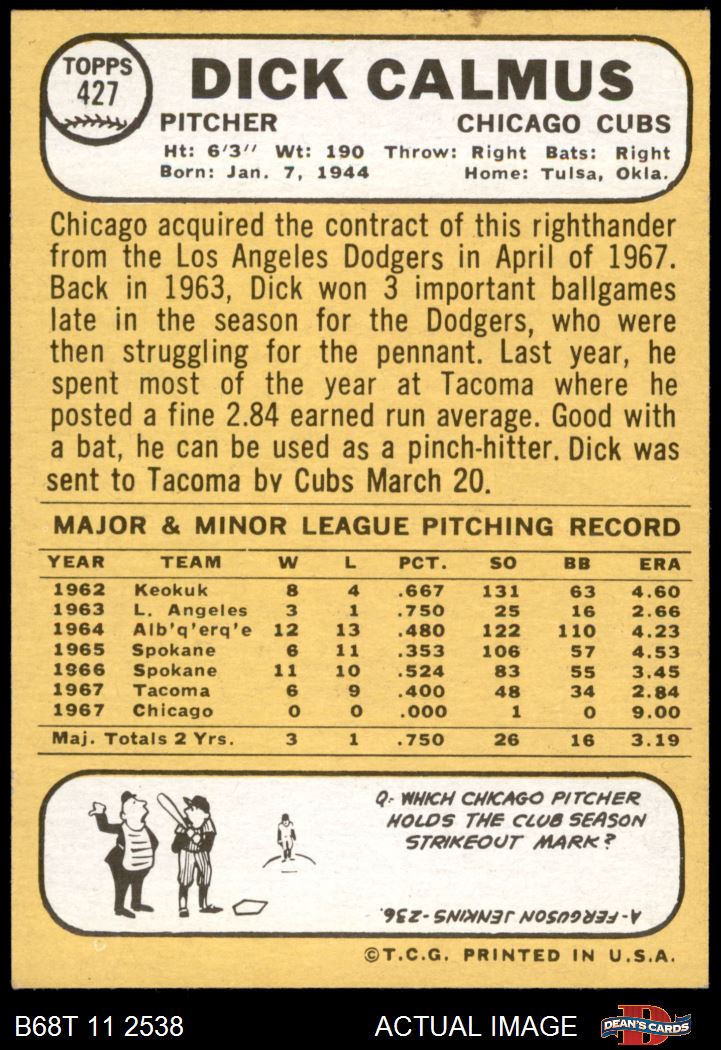 TOPPS
427
DICK CALMUS
PITCHER CHICAGO CUBS
Ht: 6'3" Wt: 190 Throw: Right Bats: Right
Born: Jan. 7, 1944 Home: Tulsa, Okla.
Chicago acquired the contract of this righthander
from the Los Angeles Dodgers in April of 1967.
Back in 1963, Dick won 3 important ballgames
late in the season for the Dodgers, who were
then struggling for the pennant. Last year, he
spent most of the year at Tacoma where he
posted a fine 2.84 earned run average. Good with
a bat, he can be used as a pinch-hitter. Dick was
sent to Tacoma by Cubs March 20.
MAJOR & MINOR LEAGUE PITCHING RECORD
YEAR TEAM W L PCT. SO BB ERA
1962 Keokuk 8 4 .667 131 63 4.60
1963 L. Angeles 3 1 .750 25 16 2.66
1964 Alb'q'erq'e 12 13 .480 122 110 4.23
1965 Spokane 6 11 .353 106 57 4.53
1966 Spokane 11 10 .524 83 55 3.45
1967 Tacoma 6 9 .400 48 34 2.84
1967 Chicago 0 0 .000 1 0 9.00
Maj. Totals 2 Yrs. 3 1 .750 26 16 3.19
Q- WHICH CHICAGO PITCHER
HOLDS THE CLUB SEASON
STRIKEOUT MARK?
A- FERGUSON JENKINS-236.
©T.C.G. PRINTED IN U.S.A.
B68T 11 2538 ACTUAL IMAGE
DEAN'S CARDS